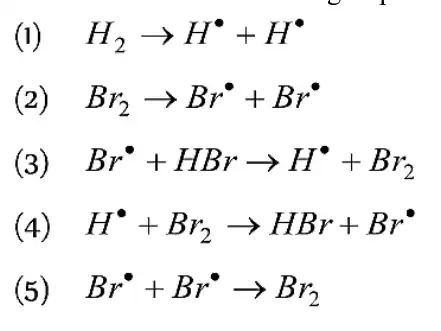 (1) H₂ → H• + H•
(2) Br₂ → Br• + Br•
(3) Br• + HBr → H• + Br₂
(4) H• + Br₂ → HBr + Br•
(5) Br• + Br• → Br₂